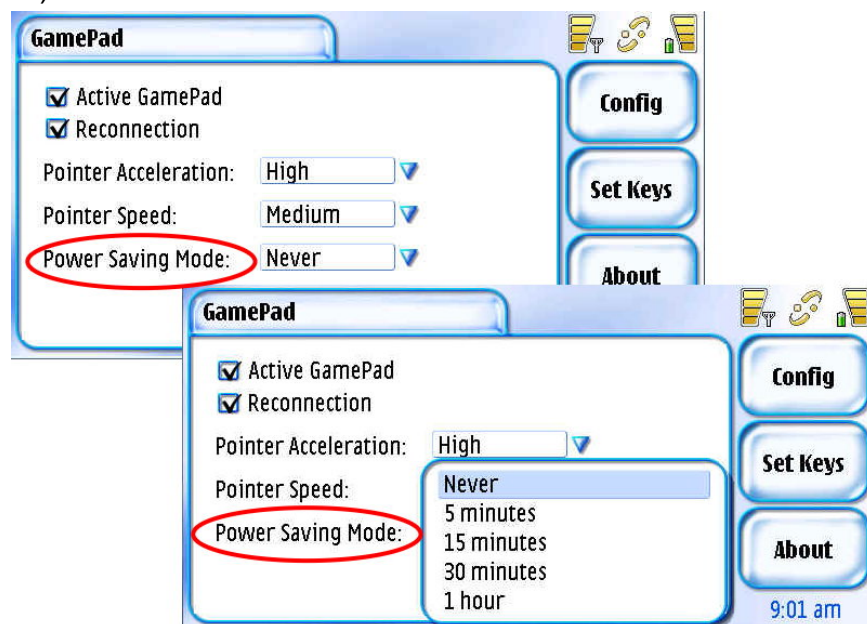 GamePad
Active GamePad
Reconnection
Pointer Acceleration: High
Pointer Speed: Medium
Power Saving Mode: Never
Config
Set Keys
About
GamePad
Active GamePad
Reconnection
Pointer Acceleration: High
Pointer Speed:
Power Saving Mode:
Never
5 minutes
15 minutes
30 minutes
1 hour
Config
Set Keys
About
9:01 am